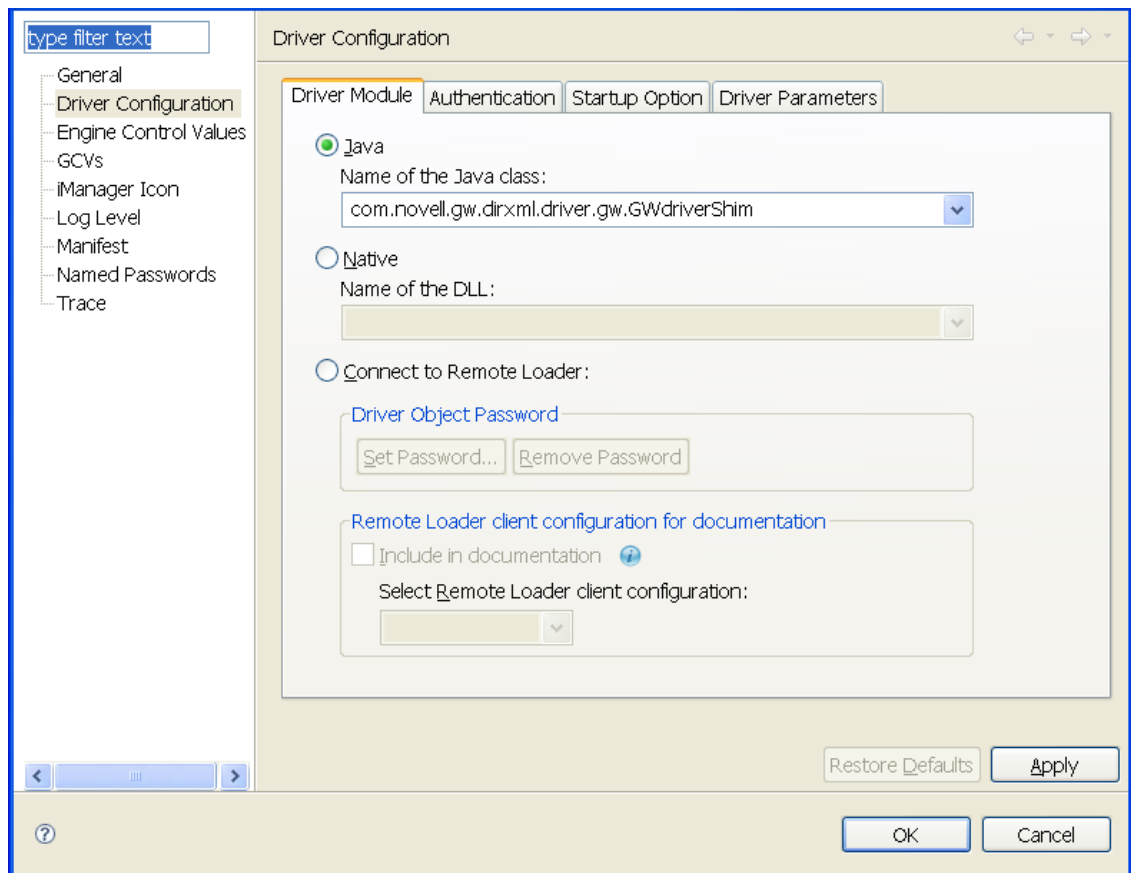 type filter text
General
Driver Configuration
Engine Control Values
GCVs
iManager Icon
Log Level
Manifest
Named Passwords
Trace
Driver Configuration
Driver Module Authentication Startup Option Driver Parameters
Java
Name of the Java class:
com.novell.gw.dirxml.driver.gw.GWdriverShim
Native
Name of the DLL:
Connect to Remote Loader:
Driver Object Password
Set Password... Remove Password
Remote Loader client configuration for documentation
Include in documentation
Select Remote Loader client configuration:
Restore Defaults Apply
OK Cancel